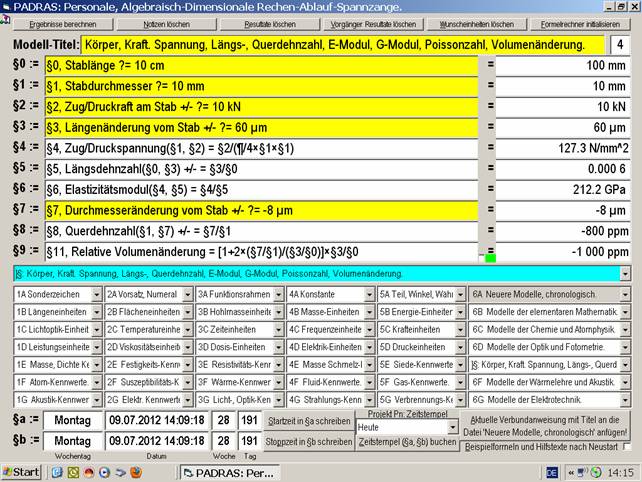 PADRAS: Personale, Algebraisch-Dimensionale Rechen-Ablauf-Spannzange.
Ergebnisse berechnen Notizen löschen Resultate löschen Vorgänger Resultate löschen Wunscheinheiten löschen Formelrechner initialisieren
Modell-Titel: Körper, Kraft. Spannung, Längs-, Querdehnzahl, E-Modul, G-Modul, Poissonzahl, Volumenänderung. 4
§0 := §0, Stablänge ?= 10 cm = 100 mm
§1 := §1, Stabdurchmesser ?= 10 mm = 10 mm
§2 := §2, Zug/Druckraft am Stab +/- ?= 10 kN = 10 kN
§3 := §3, Längenänderung vom Stab +/- ?= 60 µm = 60 µm
§4 := §4, Zug/Druckspannung(§1, §2) = §2/(¶/4×§1×§1) = 127.3 N/mm^2
§5 := §5, Längsdehnzahl(§0, §3) +/- = §3/§0 = 0.000 6
§6 := §6, Elastizitätsmodul(§4, §5) = §4/§5 = 212.2 GPa
§7 := §7, Durchmesseränderung vom Stab +/- ?= -8 µm = -8 µm
§8 := §8, Querdehnzahl(§1, §7) +/- = §7/§1 = -800 ppm
§9 := §11, Relative Volumenänderung = [1+2×(§7/§1)/(§3/§0)]×§3/§0 = -1 000 ppm
]§: Körper, Kraft. Spannung, Längs-, Querdehnzahl, E-Modul, G-Modul, Poissonzahl, Volumenänderung.
1A Sonderzeichen 2A Vorsatz, Numeral 3A Funktionsrahmen 4A Konstante 5A Teil, Winkel, Wäh 6A Neuere Modelle, chronologisch.
1B Längeneinheiten 2B Flächeneinheiten 3B Hohlmasseinheiten 4B Masse-Einheiten 5B Energie-Einheiten 6B Modelle der elementaren Mathematik.
1C Lichtoptik-Einheit 2C Temperatureinheite 3C Zeiteinheiten 4C Frequenzeinheite 5C Krafteinheiten 6C Modelle der Chemie und Atomphysik.
1D Leistungseinheite 2D Viskositätseinheite 3D Dosis-Einheiten 4D Elektrik-Einheiten 5D Druckeinheiten 6D Modelle der Optik und Fotometrie.
1E Masse, Dichte K 2E Festigkeits-Kenn 3E Resistivitäts-Ken 4E Masse Schmelz-I 5E Siede-Kennwerte ]§: Körper, Kraft. Spannung, Längs-, Querd
1F Atom-Kennwerte. 2F Suszeptibilitäts-K 3F Wärme-Kennwer 4F Fluid-Kennwerte. 5F Gas-Kennwerte. 6F Modelle der Wärmelehre und Akustik.
1G Akustik-Kennwer 2G Elektr. Kennwerte 3G Licht-, Optik-Ken 4G Strahlungs-Kenn 5G Verbrennungs-K 6G Modelle der Elektrotechnik.
§a := Montag 09.07.2012 14:09:18 28 191 Startzeit in §a schreiben
§b := Montag 09.07.2012 14:09:18 28 191 Stoppzeit in §b schreiben
Wochentag Datum Woche Tag
Projekt Pn: Zeitstempel
Heute
Zeitstempel (§a, §b) buchen
Aktuelle Verbundanweisung mit Titel an die
Datei 'Neuere Modelle, chronologisch' anfügen!
Beispielformeln und Hilfstexte nach Neustart
Start PADRAS: Per... DE 14:15